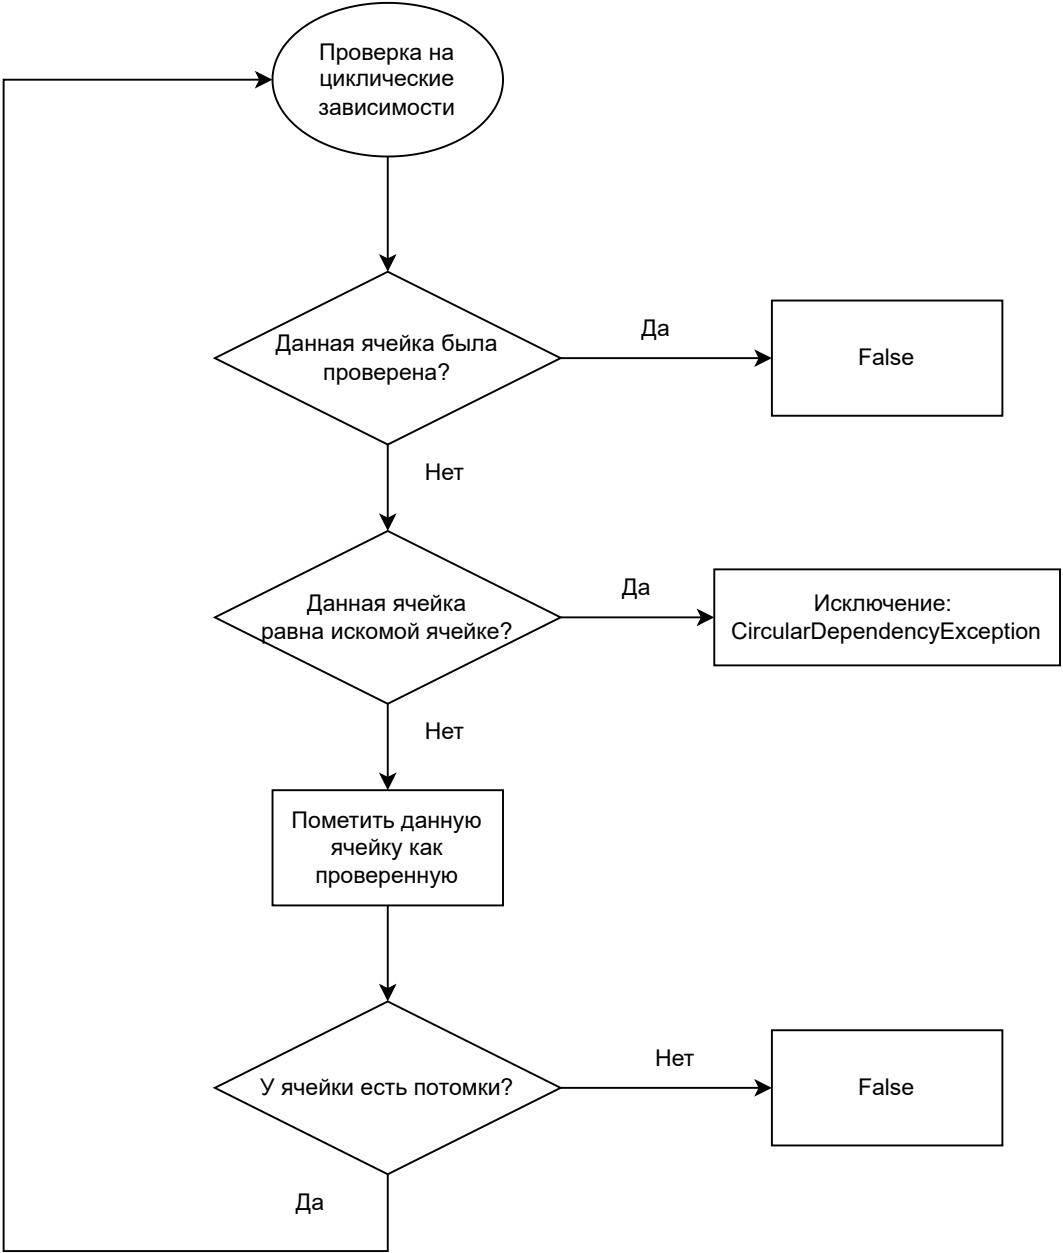 Проверка на
циклические
зависимости
Данная ячейка была
проверена?
Да
False
Нет
Данная ячейка
равна искомой ячейке?
Да
Исключение:
CircularDependencyException
Нет
Пометить данную
ячейку как
проверенную
У ячейки есть потомки?
Нет
False
Да